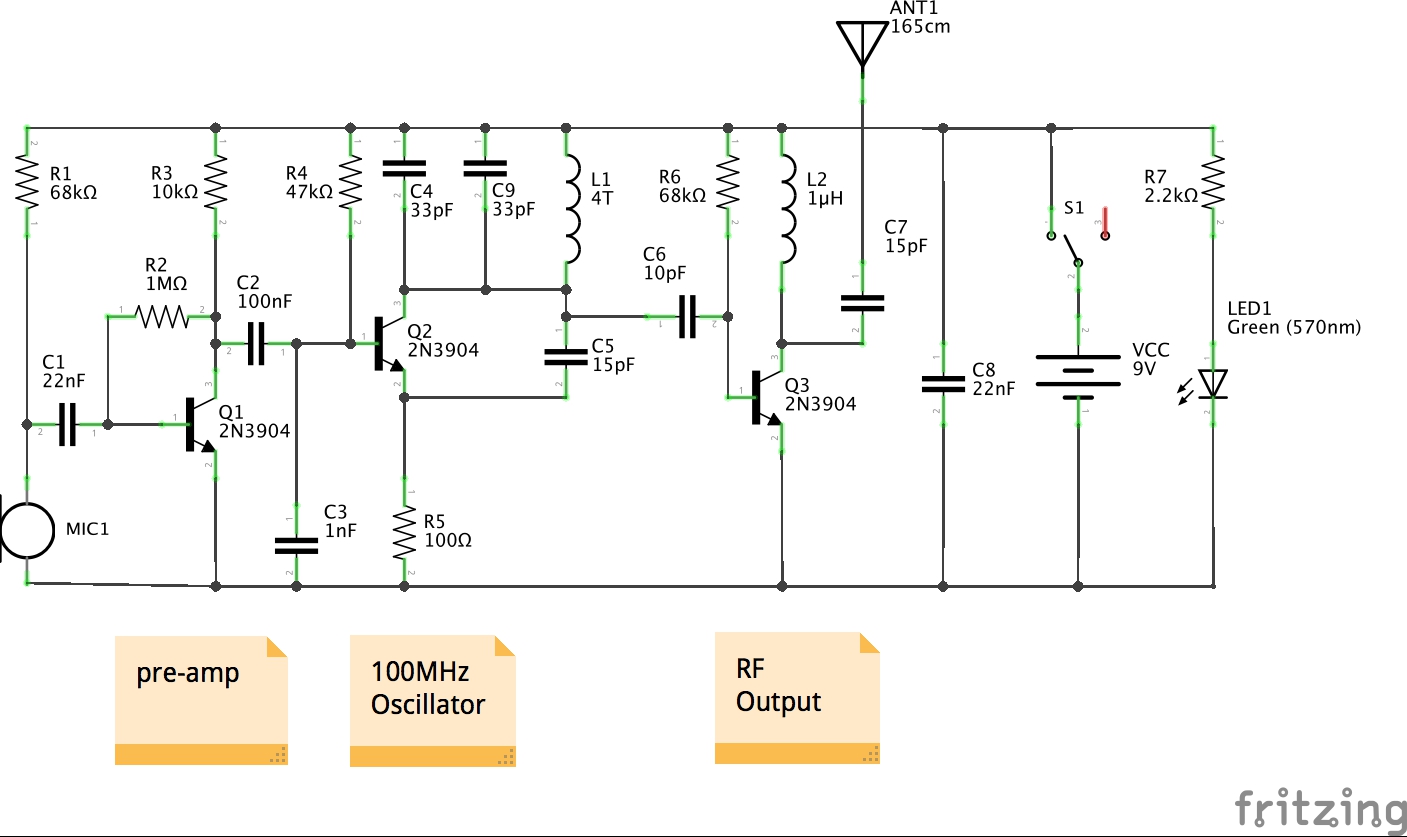 ANT1
165cm
R1
68kΩ
R3
10kΩ
R4
47kΩ
C4
33pF
C9
33pF
L1
4T
R6
68kΩ
L2
1µH
C7
15pF
S1
R7
2.2kΩ
R2
1MΩ
C2
100nF
C6
10pF
Q2
2N3904
C5
15pF
C1
22nF
Q1
2N3904
Q3
2N3904
C8
22nF
VCC
9V
LED1
Green (570nm)
MIC1
C3
1nF
R5
100Ω
pre-amp
100MHz
Oscillator
RF
Output
fritzing